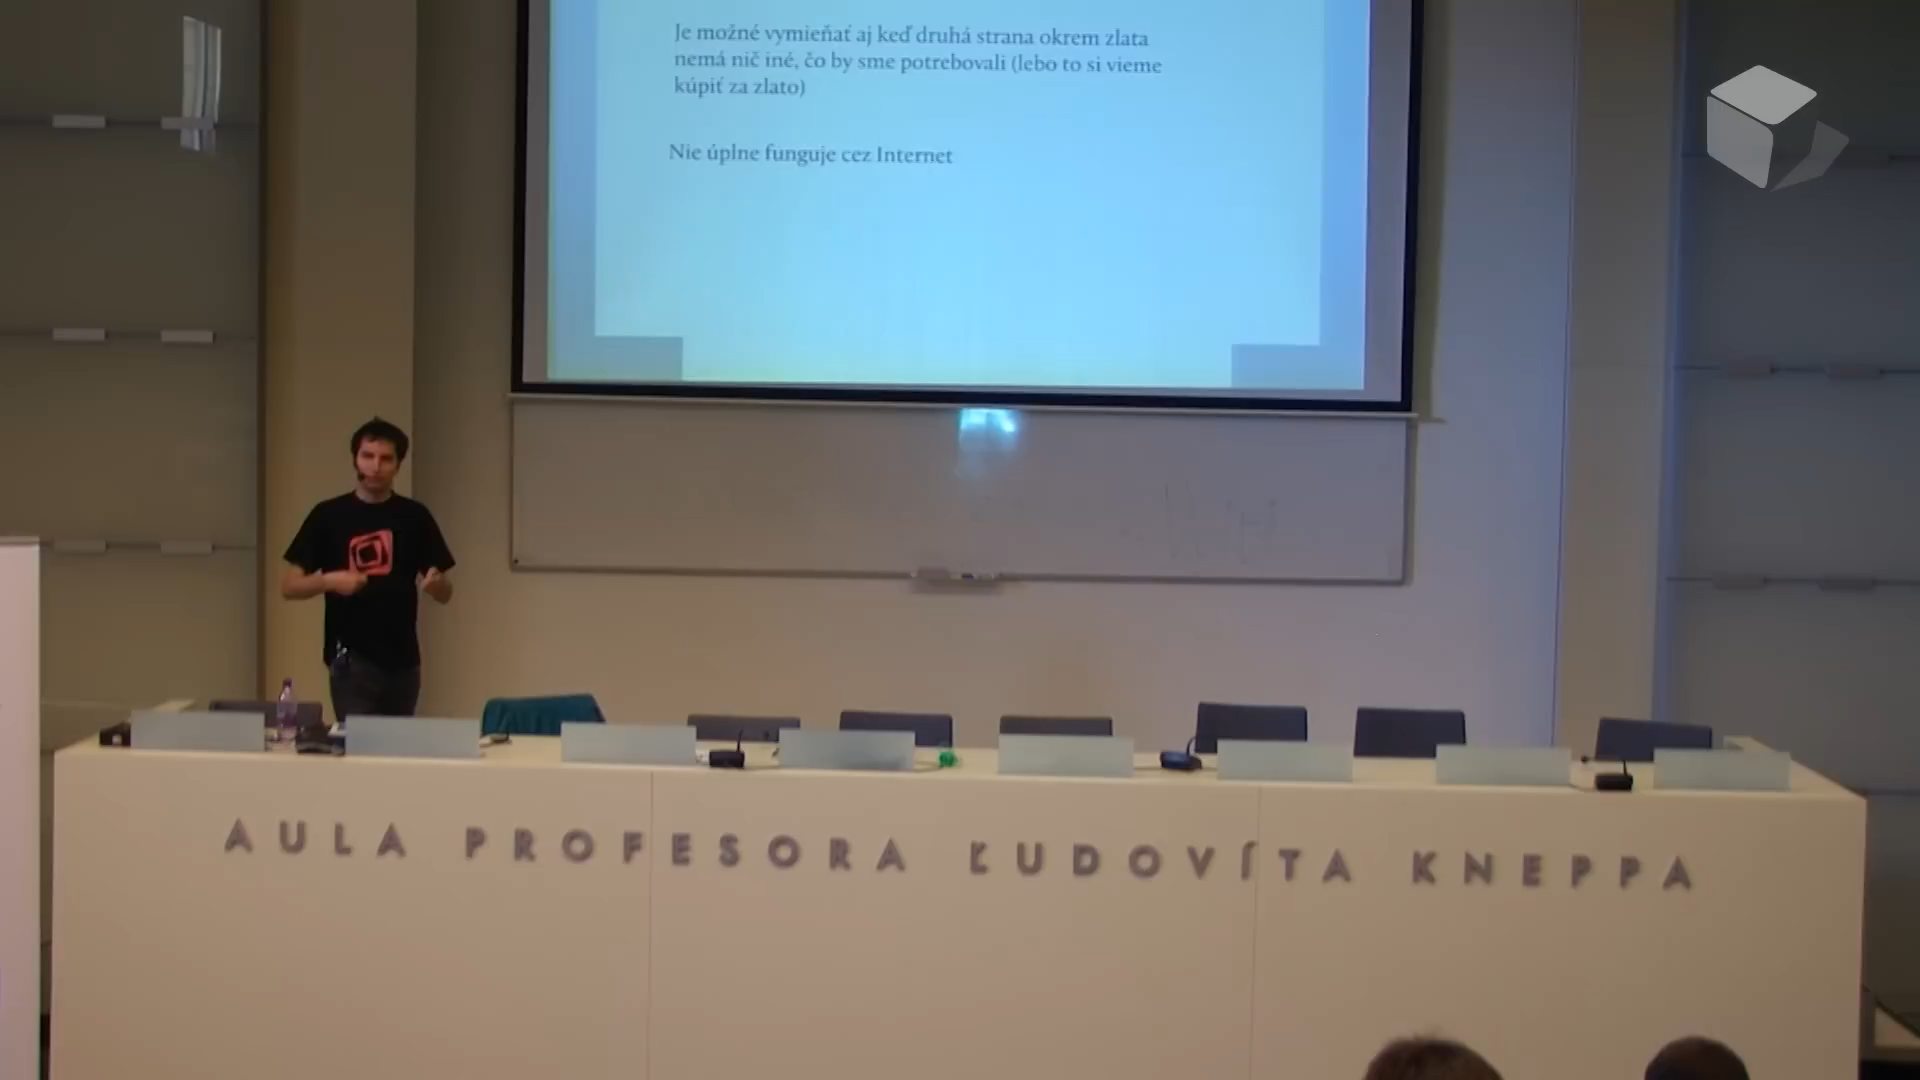 Je možné vymieňať aj keď druhá strana okrem zlata
nemá nič iné, čo by sme potrebovali (lebo to si vieme
kúpiť za zlato)
Nie úplne funguje cez Internet
AULA PROFESORA ĽUDOVÍTA KNEPPA